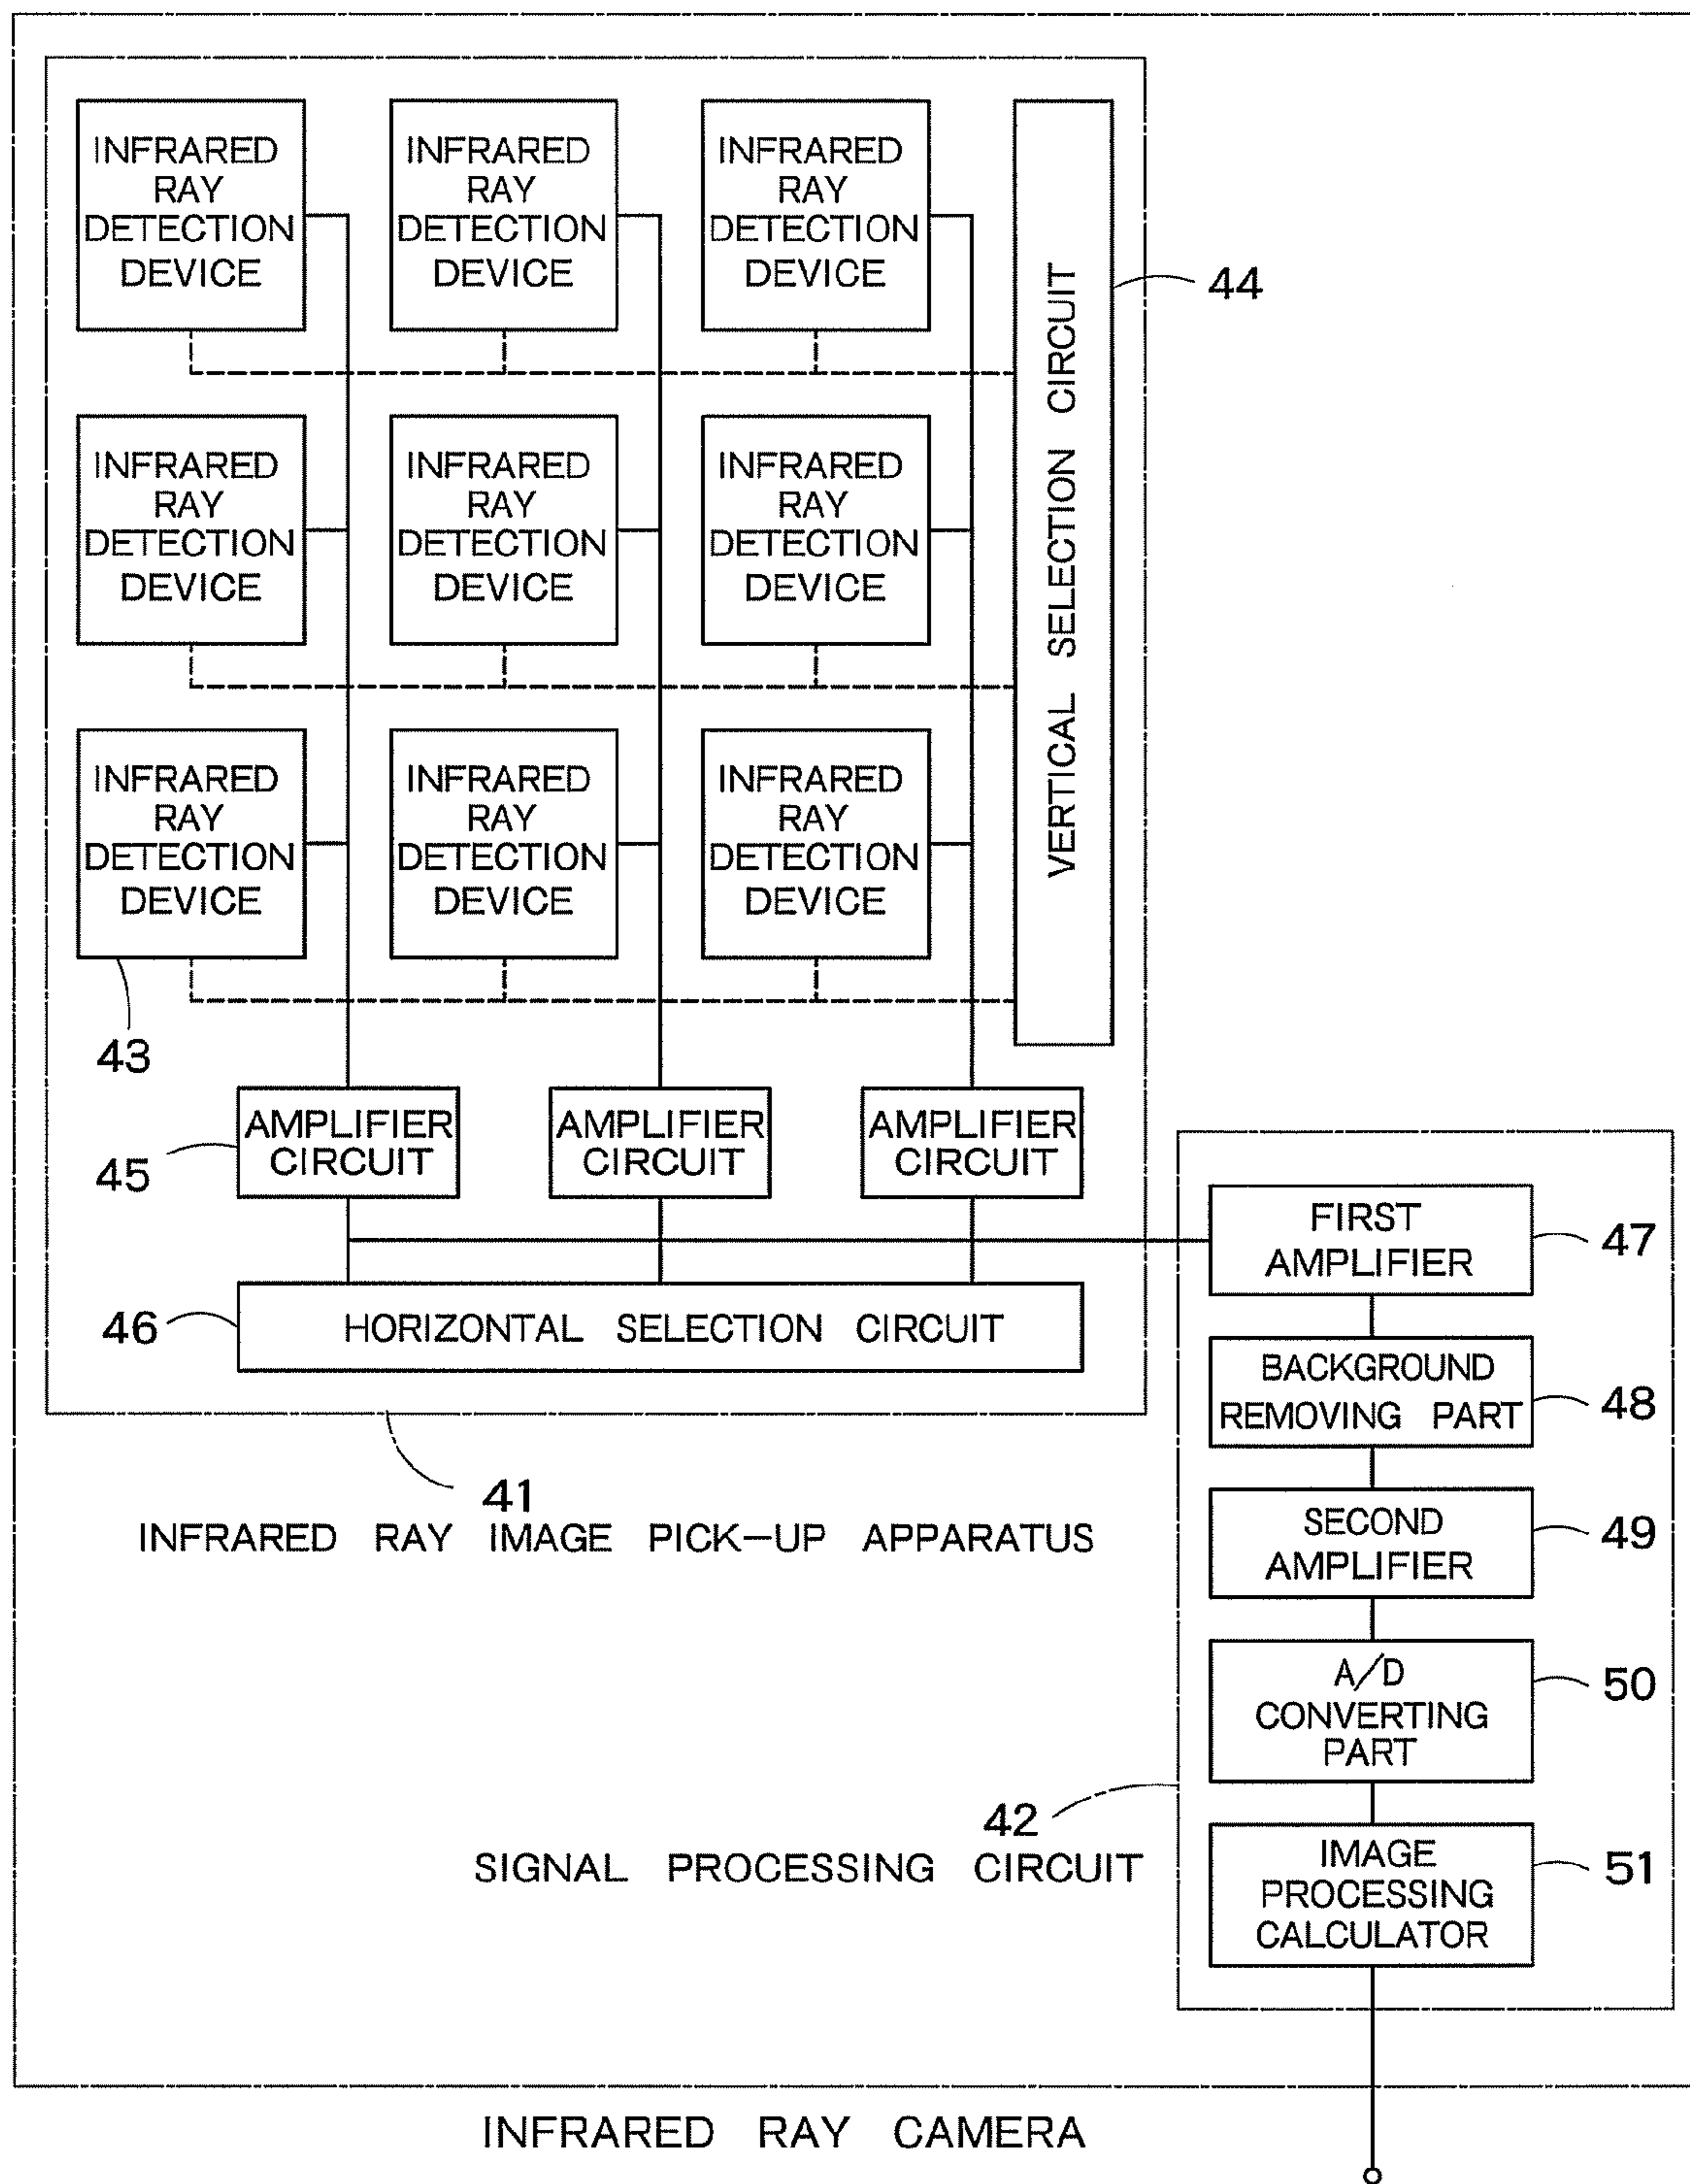 INFRARED
RAY
DETECTION
DEVICE
INFRARED
RAY
DETECTION
DEVICE
INFRARED
RAY
DETECTION
DEVICE
VERTICAL SELECTION CIRCUIT
44
INFRARED
RAY
DETECTION
DEVICE
INFRARED
RAY
DETECTION
DEVICE
INFRARED
RAY
DETECTION
DEVICE
INFRARED
RAY
DETECTION
DEVICE
INFRARED
RAY
DETECTION
DEVICE
INFRARED
RAY
DETECTION
DEVICE
43
AMPLIFIER
CIRCUIT
AMPLIFIER
CIRCUIT
AMPLIFIER
CIRCUIT
45
HORIZONTAL SELECTION CIRCUIT
46
41
INFRARED RAY IMAGE PICK-UP APPARATUS
FIRST
AMPLIFIER
47
BACKGROUND
REMOVING PART
48
SECOND
AMPLIFIER
49
A/D
CONVERTING
PART
50
42
SIGNAL PROCESSING CIRCUIT
IMAGE
PROCESSING
CALCULATOR
51
INFRARED RAY CAMERA